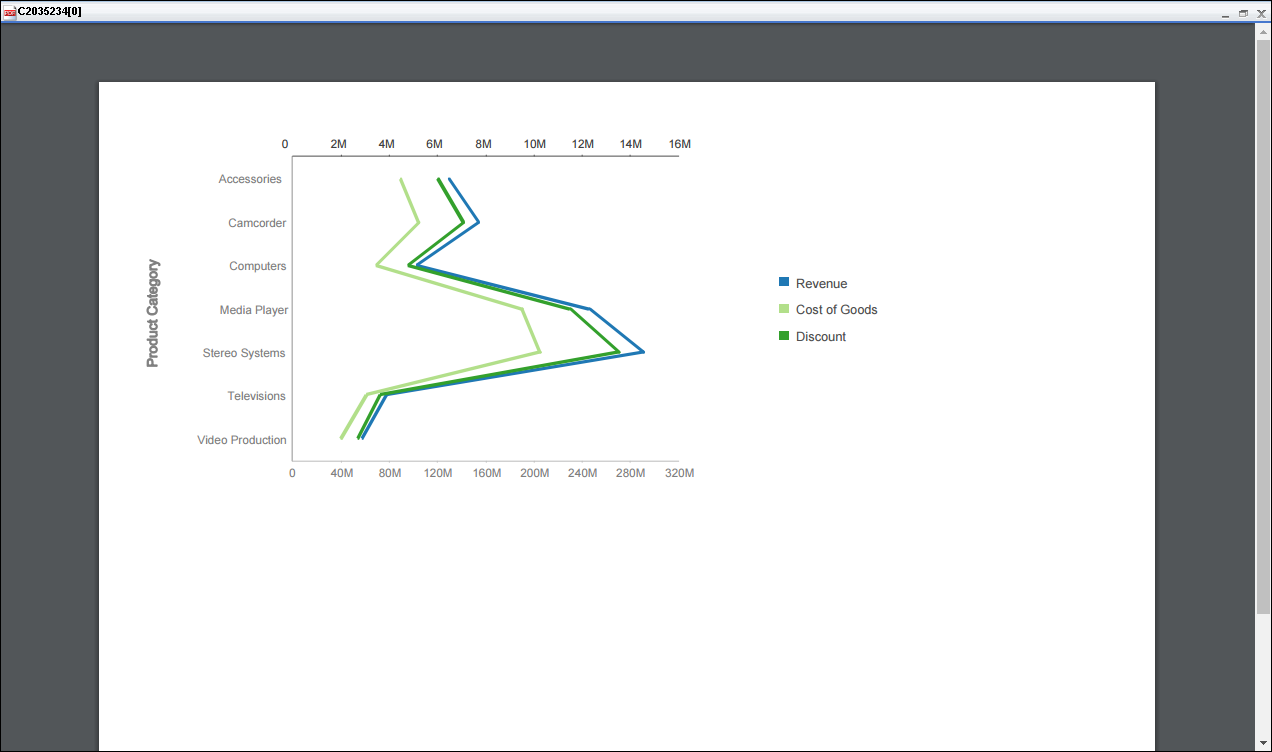 C2035234[0]
0 2M 4M 6M 8M 10M 12M 14M 16M
Product Category
Accessories
Camcorder
Computers
Media Player
Stereo Systems
Televisions
Video Production
0 40M 80M 120M 160M 200M 240M 280M 320M
Revenue
Cost of Goods
Discount